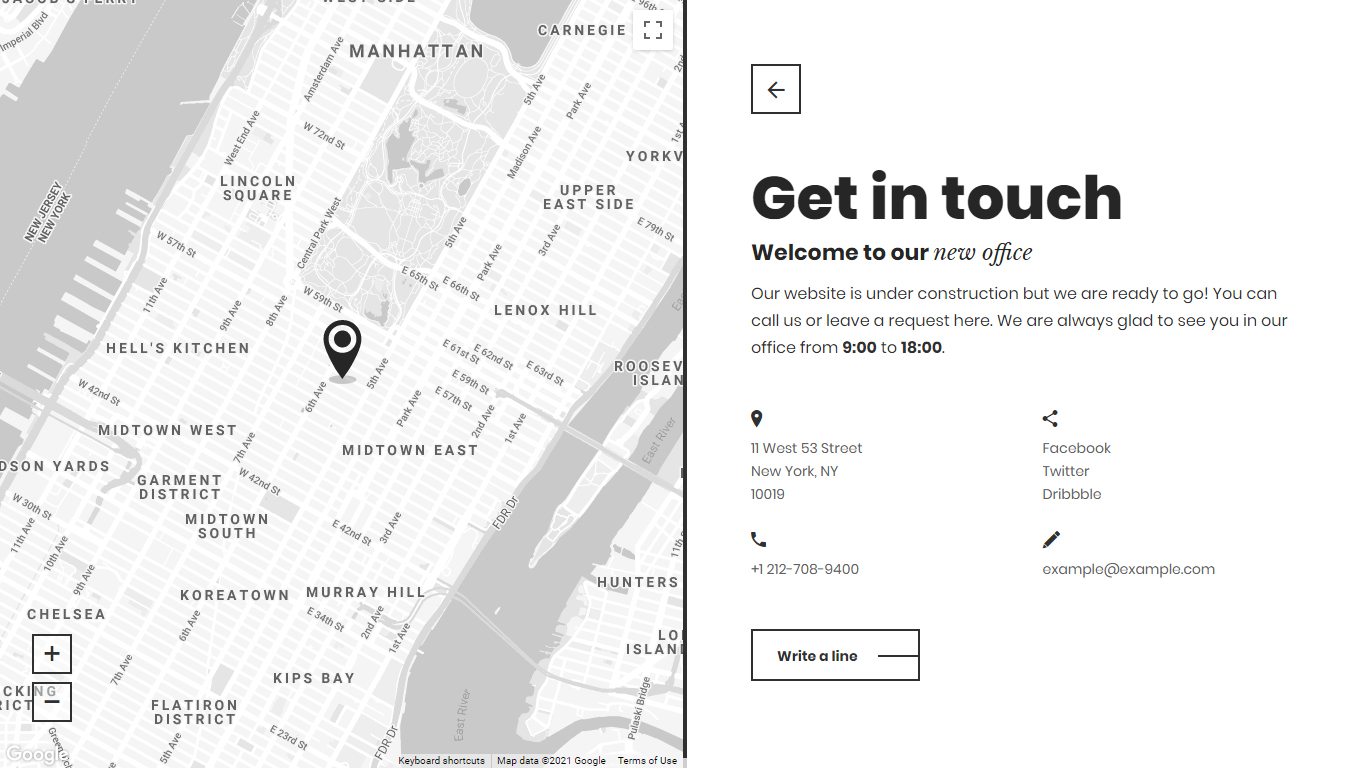 WEST SIDE
Imperial Blvd
CARNEGIE
MANHATTAN
Amsterdam Ave
5th Ave
Park Ave
West End Ave
W 72nd St
Madison Ave
1st A
YORKV
LINCOLN
SQUARE
UPPER
EAST SIDE
NEW JERSEY
NEW YORK
Central Park West
5th Ave
E 79th St
W 57th St
3rd Ave
Park Ave
E 65th St
E 66th St
11th Ave
W 59th St
9th Ave
8th Ave
LENOX HILL
HELL'S KITCHEN
E 61st St
E 62nd St
E 63rd St
ROOSEV
ISLAN
5th Ave
E 59th St
W 42nd St
6th Ave
E 57th St
Park Ave
2nd Ave
1st Ave
MIDTOWN WEST
East River
7th Ave
MIDTOWN EAST
DSON YARDS
GARMENT
DISTRICT
W 42nd St
W 30th St
FDR Dr
MIDTOWN
SOUTH
11th Ave
E 42nd St
3rd Ave
10th Ave
11th
9th Ave
HUNTERS
KOREATOWN
MURRAY HILL
CHELSEA
6th Ave
E 34th St
2nd Ave
1st Ave
LO
ISLAN
+
7th Ave
KIPS BAY
CKING
RICT
−
FLATIRON
DISTRICT
East River
Pulaski Bridge
5th Ave
E 23rd St
FDR Dr
Google
Keyboard shortcuts
Map data ©2021 Google
Terms of Use
Get in touch
Welcome to our new office
Our website is under construction but we are ready to go! You can
call us or leave a request here. We are always glad to see you in our
office from 9:00 to 18:00.
11 West 53 Street
New York, NY
10019
Facebook
Twitter
Dribbble
+1 212-708-9400
example@example.com
Write a line